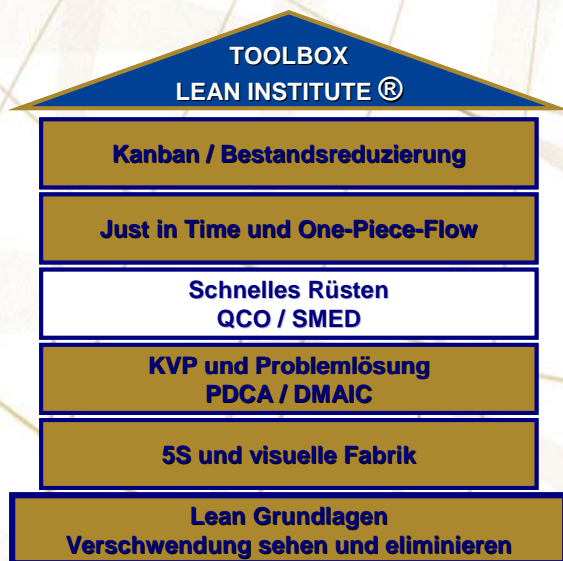 TOOLBOX
LEAN INSTITUTE ®
Kanban / Bestandsreduzierung
Just in Time und One-Piece-Flow
Schnelles Rüsten
QCO / SMED
KVP und Problemlösung
PDCA / DMAIC
5S und visuelle Fabrik
Lean Grundlagen
Verschwendung sehen und eliminieren